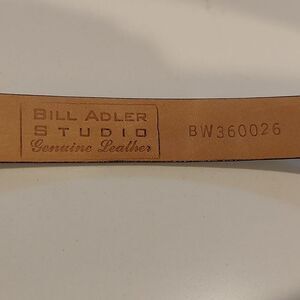 BILL ADLER
STUDIO
Genuine Leather
BW360026